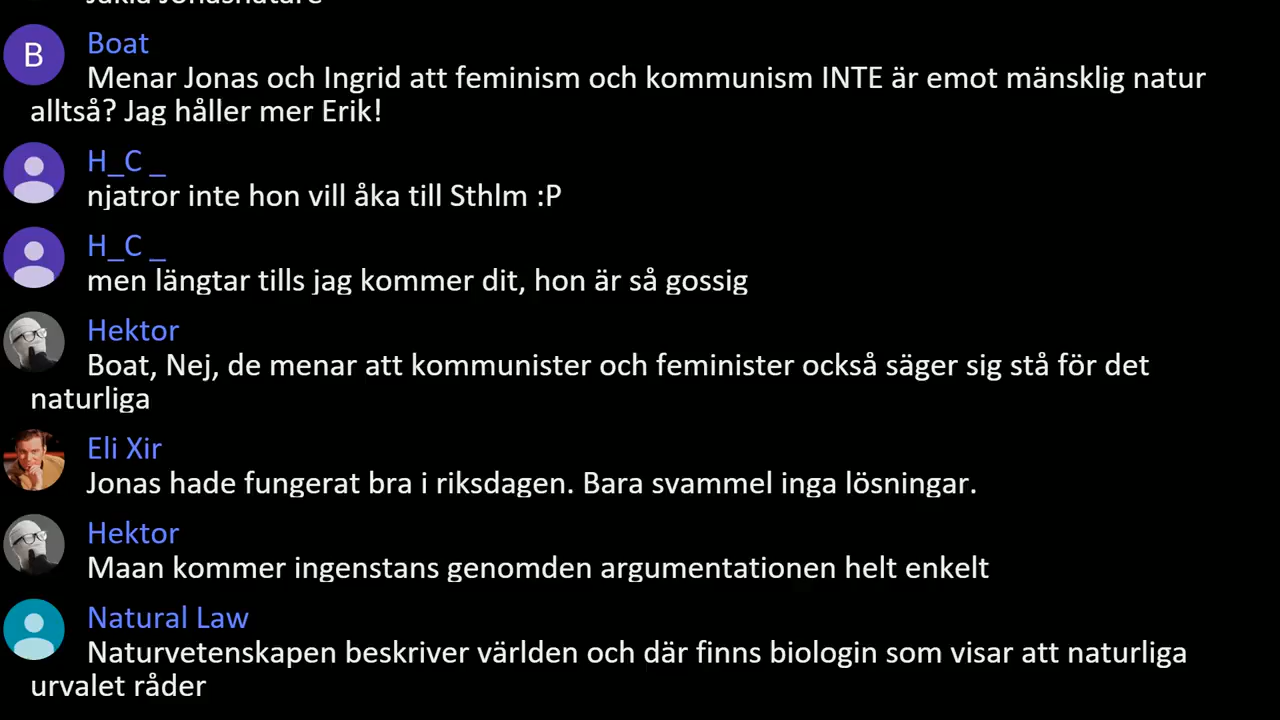 Boat
Menar Jonas och Ingrid att feminism och kommunism INTE är emot mänsklig natur
alltså? Jag håller mer Erik!
H_C _
njatror inte hon vill åka till Sthlm :P
H_C _
men längtar tills jag kommer dit, hon är så gossig
Hektor
Boat, Nej, de menar att kommunister och feminister också säger sig stå för det
naturliga
Eli Xir
Jonas hade fungerat bra i riksdagen. Bara svammel inga lösningar.
Hektor
Maan kommer ingenstans genomden argumentationen helt enkelt
Natural Law
Naturvetenskapen beskriver världen och där finns biologin som visar att naturliga
urvalet råder